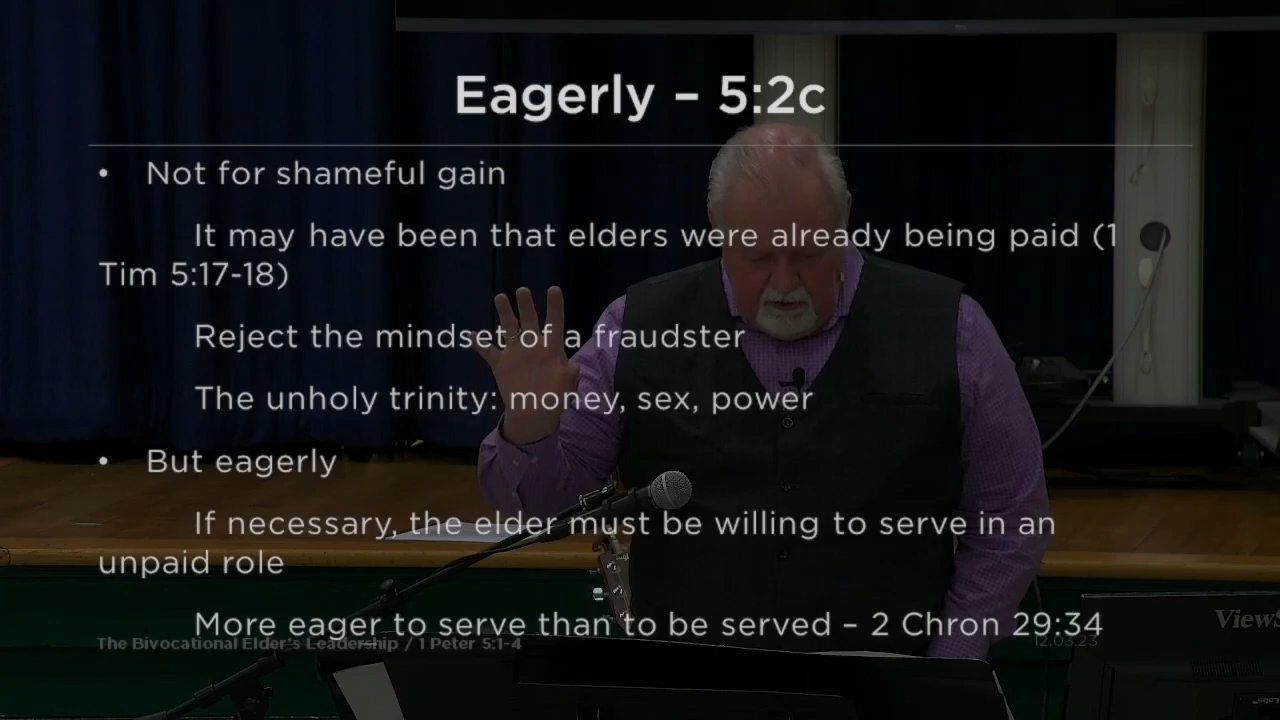 Eagerly – 5:2c
• Not for shameful gain
It may have been that elders were already being paid (1
Tim 5:17-18)
Reject the mindset of a fraudster
The unholy trinity: money, sex, power
• But eagerly
If necessary, the elder must be willing to serve in an
unpaid role
More eager to serve than to be served – 2 Chron 29:34
The Bivocational Elder's Leadership / 1 Peter 5:1-4
12.03.23